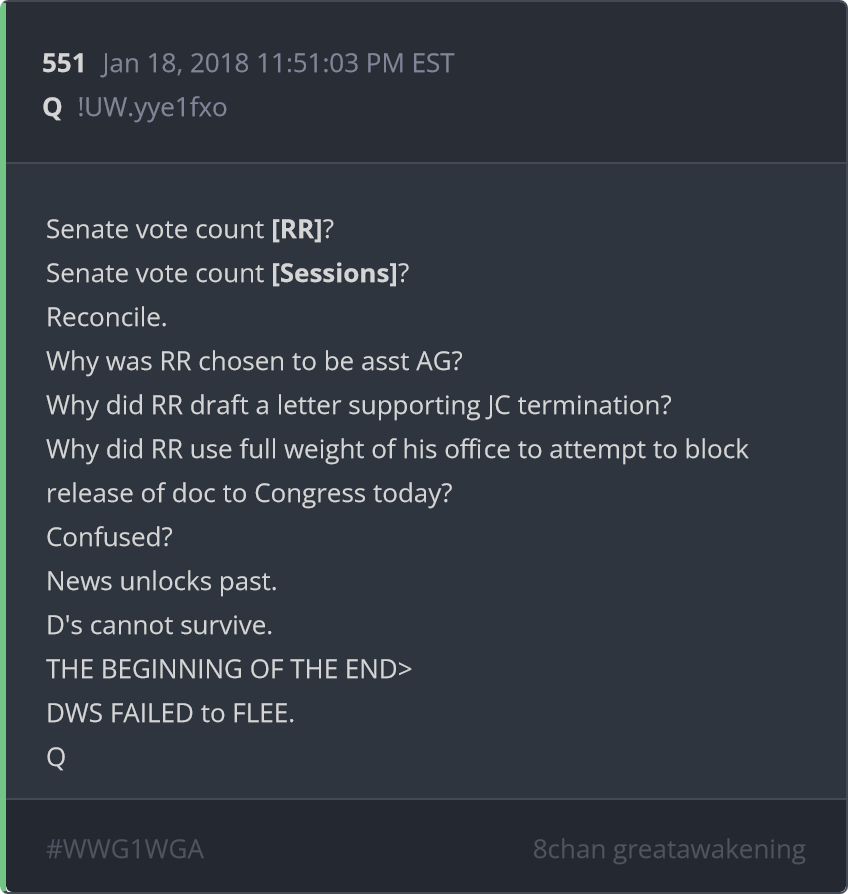 551 Jan 18, 2018 11:51:03 PM EST
Q !UW.yye1fxo
Senate vote count [RR]?
Senate vote count [Sessions]?
Reconcile.
Why was RR chosen to be asst AG?
Why did RR draft a letter supporting JC termination?
Why did RR use full weight of his office to attempt to block
release of doc to Congress today?
Confused?
News unlocks past.
D's cannot survive.
THE BEGINNING OF THE END>
DWS FAILED to FLEE.
Q
#WWG1WGA 8chan greatawakening